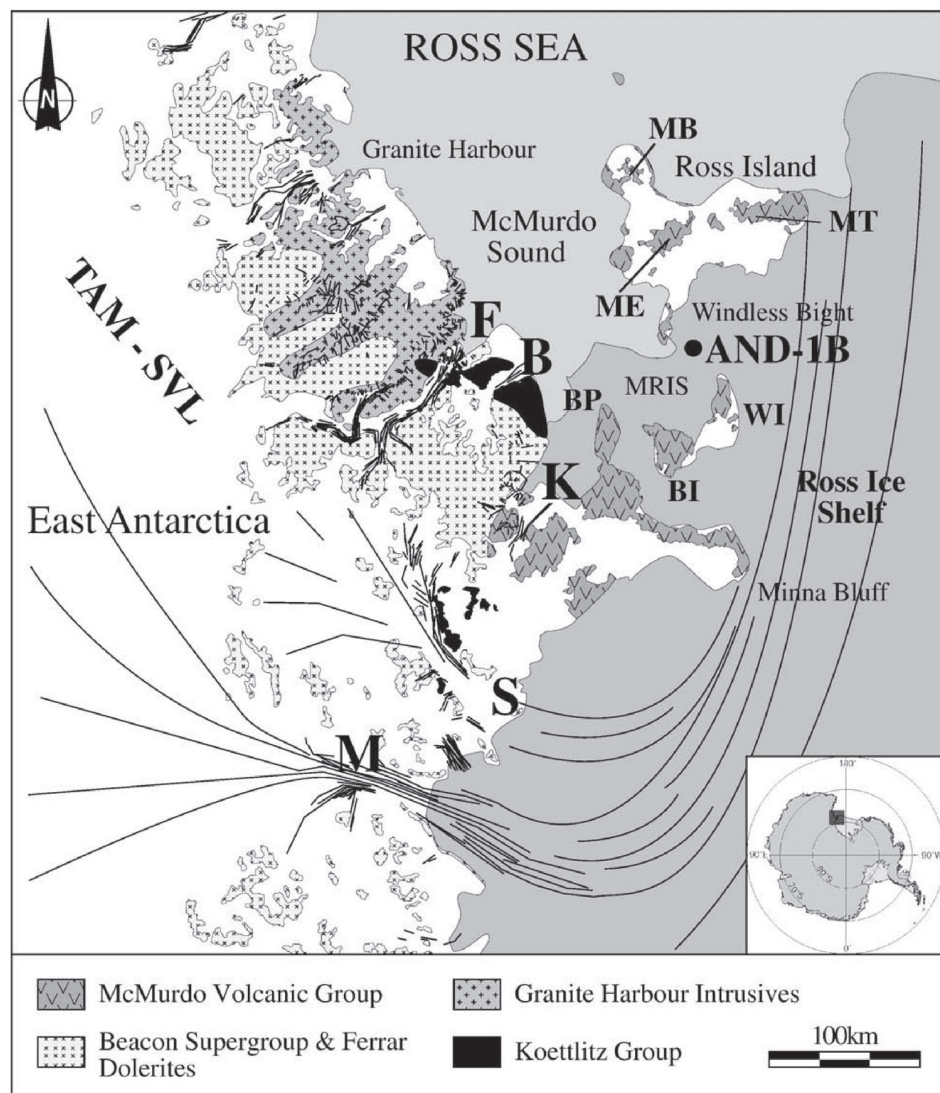 ROSS SEA
N
MB
Granite Harbour
Ross Island
McMurdo
Sound
MT
ME
TAM - SVL
F
Windless Bight
AND-1B
B
BP
MRIS
WI
K
BI
Ross Ice
Shelf
East Antarctica
Minna Bluff
S
M
180°
90°E
90°W
80°S
70°S
0°
McMurdo Volcanic Group
Granite Harbour Intrusives
Beacon Supergroup & Ferrar
Dolerites
Koettlitz Group
100km